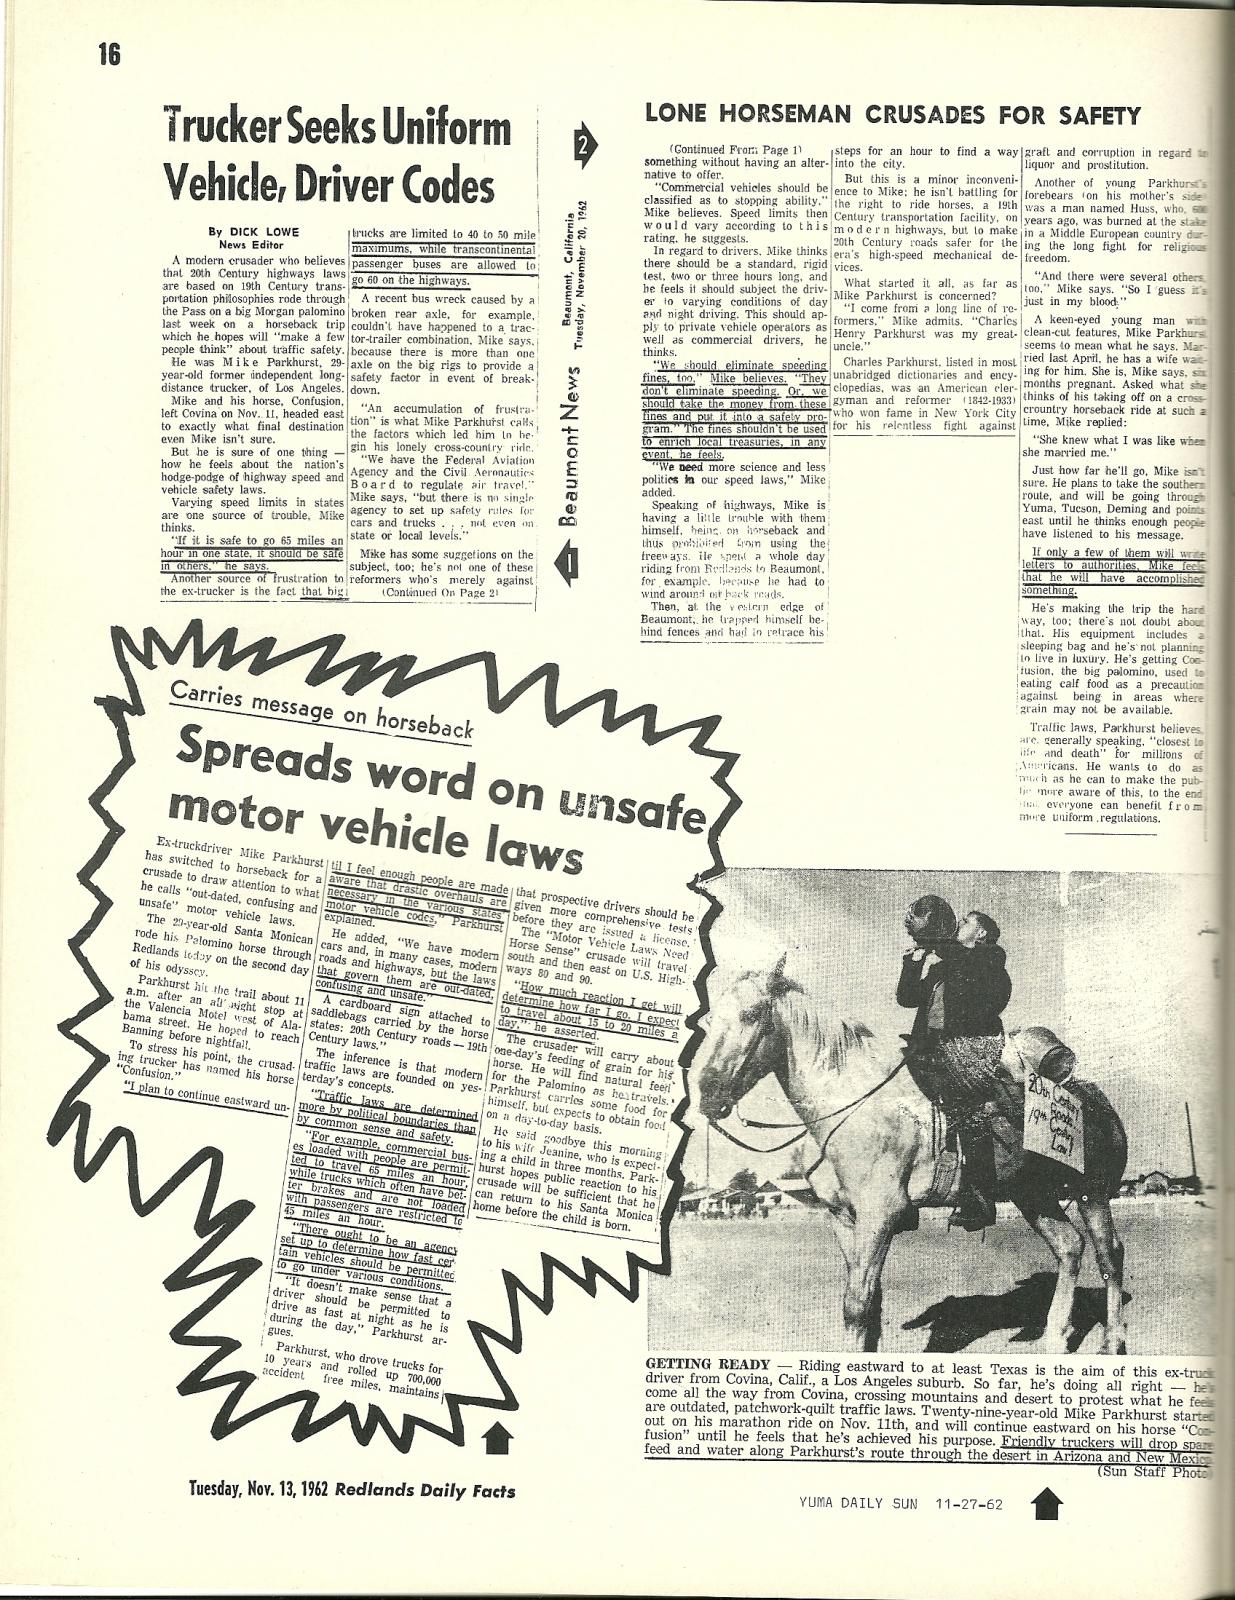 16
Trucker Seeks Uniform
Vehicle, Driver Codes
By DICK LOWE
News Editor
A modern crusader who believes
that 20th Century highways laws
are based on 19th Century trans-
portation philosophies rode through
the Pass on a big Morgan palomino
last week on a horseback trip
which he hopes will "make a few
people think" about traffic safety.
He was Mike Parkhurst, 29-
year-old former independent long-
distance trucker, of Los Angeles.
Mike and his horse, Confusion,
left Covina on Nov. 11, headed east
to exactly what final destination
even Mike isn't sure.
But he is sure of one thing —
how he feels about the nation's
hodge-podge of highway speed and
vehicle safety laws.
Varying speed limits in states
are one source of trouble, Mike
thinks.
"If it is safe to go 65 miles an
hour in one state, it should be safe
in others," he says.
Another source of frustration to
the ex-trucker is the fact that big
trucks are limited to 40 to 50 mile
maximums, while transcontinental
passenger buses are allowed to
go 60 on the highways.
A recent bus wreck caused by a
broken rear axle, for example,
couldn't have happened to a trac-
tor-trailer combination, Mike says,
because there is more than one
axle on the big rigs to provide a
safety factor in event of break-
down.
"An accumulation of frustra-
tion" is what Mike Parkhurst calls
the factors which led him to be-
gin his lonely cross-country ride.
"We have the Federal Aviation
Agency and the Civil Aeronautics
Board to regulate air travel,"
Mike says, "but there is no single
agency to set up safety rules for
cars and trucks . . . not even on
state or local levels."
Mike has some suggestions on the
subject, too; he's not one of these
reformers who's merely against
(Continued On Page 2)
2
Beaumont News
Beaumont, California
Tuesday, November 20, 1962
1
LONE HORSEMAN CRUSADES FOR SAFETY
(Continued From Page 1)
something without having an alter-
native to offer.
"Commercial vehicles should be
classified as to stopping ability."
Mike believes. Speed limits then
would vary according to this
rating, he suggests.
In regard to drivers, Mike thinks
there should be a standard, rigid
test, two or three hours long, and
he feels it should subject the driv-
er to varying conditions of day
and night driving. This should ap-
ply to private vehicle operators as
well as commercial drivers, he
thinks.
"We should eliminate speeding
fines, too," Mike believes. "They
don't eliminate speeding. Or, we
should take the money from these
fines and put it into a safety pro-
gram." The fines shouldn't be used
to enrich local treasuries, in any
event, he feels.
"We need more science and less
politics in our speed laws," Mike
added.
Speaking of highways, Mike is
having a little trouble with them
himself, being on horseback and
thus prohibited from using the
freeways. He spent a whole day
riding from Redlands to Beaumont,
for example, because he had to
wind around on back roads.
Then, at the western edge of
Beaumont, he trapped himself be-
hind fences and had to retrace his
steps for an hour to find a way
into the city.
But this is a minor inconveni-
ence to Mike; he isn't battling for
the right to ride horses, a 19th
Century transportation facility, on
modern highways, but to make
20th Century roads safer for the
era's high-speed mechanical de-
vices.
What started it all, as far as
Mike Parkhurst is concerned?
"I come from a long line of re-
formers," Mike admits. "Charles
Henry Parkhurst was my great-
uncle."
Charles Parkhurst, listed in most
unabridged dictionaries and ency-
clopedias, was an American cler-
gyman and reformer (1842-1933)
who won fame in New York City
for his relentless fight against
graft and corruption in regard to
liquor and prostitution.
Another of young Parkhurst's
forebears (on his mother's side)
was a man named Huss, who, 600
years ago, was burned at the stake
in a Middle European country dur-
ing the long fight for religious
freedom.
"And there were several others,
too," Mike says. "So I guess it's
just in my blood."
A keen-eyed young man with
clean-cut features, Mike Parkhurst
seems to mean what he says. Mar-
ried last April, he has a wife wait-
ing for him. She is, Mike says, six
months pregnant. Asked what she
thinks of his taking off on a cross-
crountry horseback ride at such a
time, Mike replied:
"She knew what I was like when
she married me."
Just how far he'll go, Mike isn't
sure. He plans to take the southern
route, and will be going through
Yuma, Tucson, Deming and points
east until he thinks enough people
have listened to his message.
If only a few of them will write
letters to authorities, Mike feels
that he will have accomplished
something.
He's making the trip the hard
way, too; there's not doubt about
that. His equipment includes a
sleeping bag and he's not planning
to live in luxury. He's getting Con-
fusion, the big palomino, used to
eating calf food as a precaution
against being in areas where
grain may not be available.
Traffic laws, Parkhurst believes,
are, generally speaking, "closest to
life and death" for millions of
Americans. He wants to do as
much as he can to make the pub-
lic more aware of this, to the end
that everyone can benefit from
more uniform regulations.
Carries message on horseback
Spreads word on unsafe
motor vehicle laws
Ex-truckdriver Mike Parkhurst
has switched to horseback for a
crusade to draw attention to what
he calls "out-dated, confusing and
unsafe" motor vehicle laws.
The 29-year-old Santa Monican
rode his Palomino horse through
Redlands today on the second day
of his odyssey.
Parkhurst hit the trail about 11
a.m. after an all night stop at
the Valencia Motel west of Ala-
bama street. He hoped to reach
Banning before nightfall.
To stress his point, the crusad-
ing trucker has named his horse
"Confusion."
"I plan to continue eastward un-
til I feel enough people are made
aware that drastic overhauls are
necessary in the various states
motor vehicle codes," Parkhurst
explained.
He added, "We have modern
cars and, in many cases, modern
roads and highways, but the laws
that govern them are out-dated,
confusing and unsafe."
A cardboard sign attached to
saddlebags carried by the horse
states: 20th Century roads — 19th
Century laws."
The inference is that modern
traffic laws are founded on yes-
terday's concepts.
"Traffic laws are determined
more by political boundaries than
by common sense and safety.
"For example, commercial bus-
es loaded with people are permit-
ted to travel 65 miles an hour,
while trucks which often have bet-
ter brakes and are not loaded
with passengers are restricted to
45 miles an hour.
"There ought to be an agency
set up to determine how fast cer-
tain vehicles should be permitted
to go under various conditions.
"It doesn't make sense that a
driver should be permitted to
drive as fast at night as he is
during the day," Parkhurst ar-
gues.
Parkhurst, who drove trucks for
10 years and rolled up 700,000
accident free miles, maintains
that prospective drivers should be
given more comprehensive tests
before they are issued a license.
The "Motor Vehicle Laws Need
Horse Sense" crusade will travel
south and then east on U.S. High-
ways 80 and 90.
"How much reaction I get will
determine how far I go. I expect
to travel about 15 to 20 miles a
day," he asserted.
The crusader will carry about
one-day's feeding of grain for his
horse. He will find natural feed
for the Palomino as he travels.
Parkhurst carries some food for
himself, but expects to obtain food
on a day-to-day basis.
He said goodbye this morning
to his wife Jeanine, who is expect-
ing a child in three months. Park-
hurst hopes public reaction to his
crusade will be sufficient that he
can return to his Santa Monica
home before the child is born.
Tuesday, Nov. 13, 1962 Redlands Daily Facts
20th Century
Roads
19th
Century
Law
GETTING READY — Riding eastward to at least Texas is the aim of this ex-truck
driver from Covina, Calif., a Los Angeles suburb. So far, he's doing all right — he's
come all the way from Covina, crossing mountains and desert to protest what he feels
are outdated, patchwork-quilt traffic laws. Twenty-nine-year-old Mike Parkhurst started
out on his marathon ride on Nov. 11th, and will continue eastward on his horse "Con-
fusion" until he feels that he's achieved his purpose. Friendly truckers will drop spare
feed and water along Parkhurst's route through the desert in Arizona and New Mexico.
(Sun Staff Photo)
YUMA DAILY SUN 11-27-62